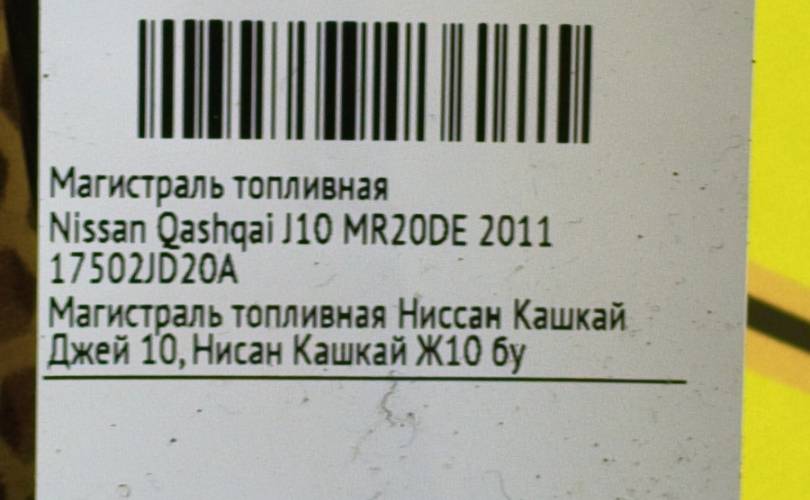 Магистраль топливная
Nissan Qashqai J10 MR20DE 2011
17502JD20A
Магистраль топливная Ниссан Кашкай
Джей 10, Нисан Кашкай Ж10 бу